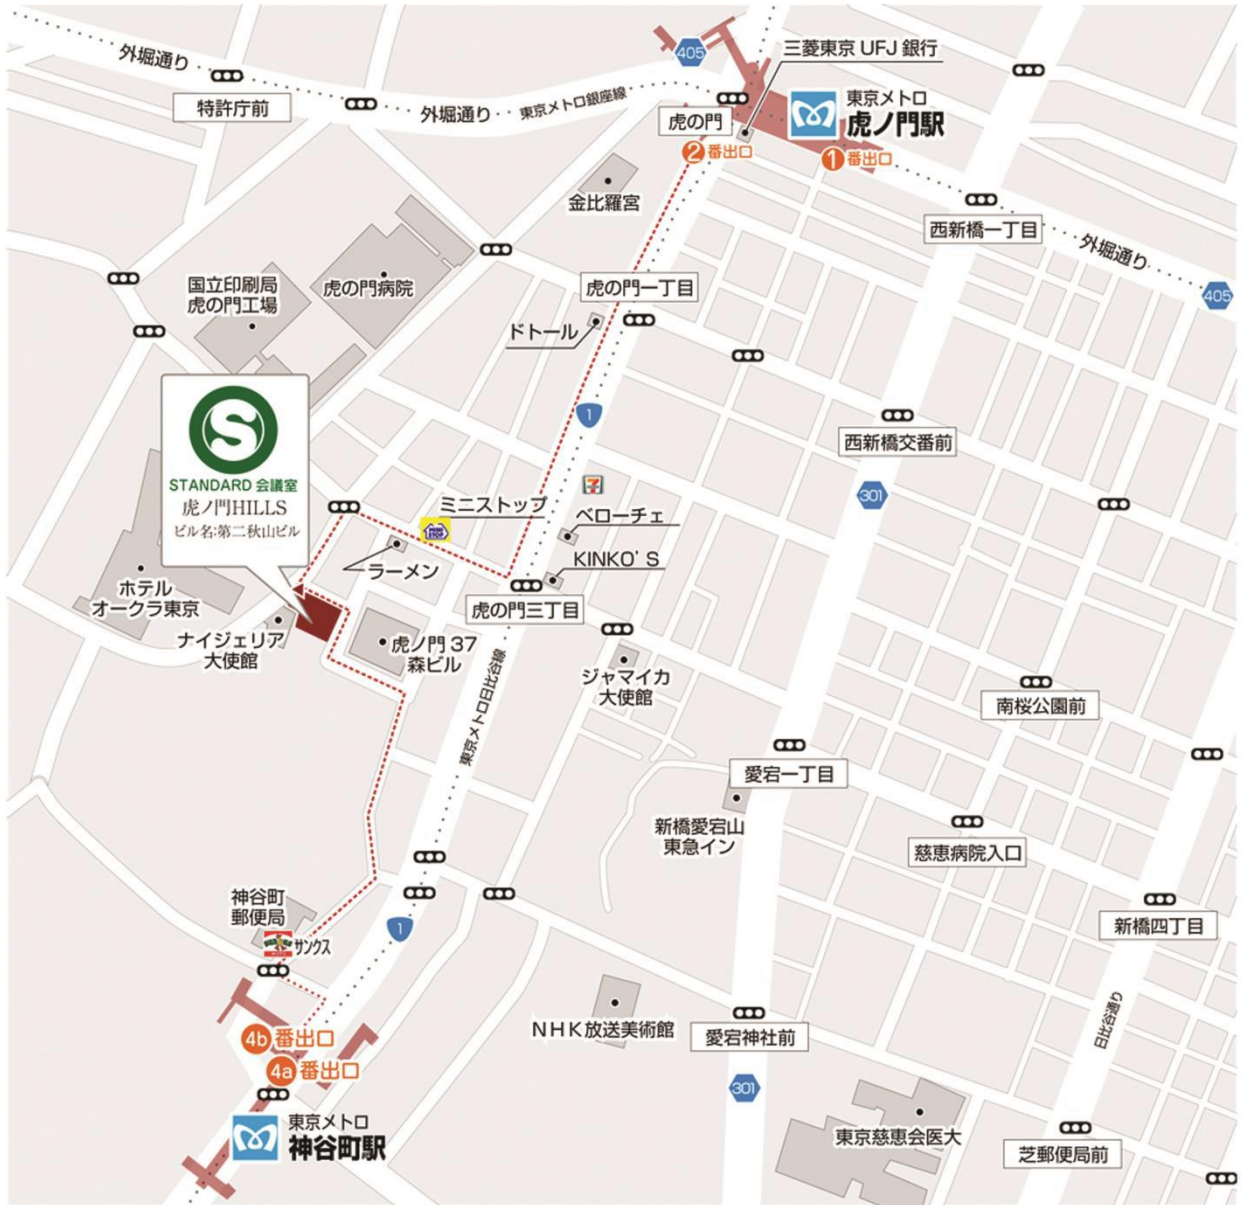 外堀通り
特許庁前
外堀通り
東京メトロ銀座線
405
三菱東京UFJ銀行
虎の門
東京メトロ
虎ノ門駅
2番出口
1番出口
金比羅宮
西新橋一丁目
外堀通り
405
国立印刷局
虎の門工場
虎の門病院
虎の門一丁目
ドトール
1
西新橋交番前
S
STANDARD 会議室
虎ノ門HILLS
ビル名:第二秋山ビル
7
301
ミニストップ
MINI
STOP
ベローチェ
ラーメン
KINKO'S
ホテル
オークラ東京
虎の門三丁目
ナイジェリア
大使館
虎ノ門37
森ビル
東京メトロ日比谷線
ジャマイカ
大使館
南桜公園前
愛宕一丁目
新橋愛宕山
東急イン
慈恵病院入口
神谷町
郵便局
サンクス
1
新橋四丁目
NHK放送美術館
愛宕神社前
日比谷通り
4b番出口
4a番出口
301
東京メトロ
神谷町駅
東京慈恵会医大
芝郵便局前